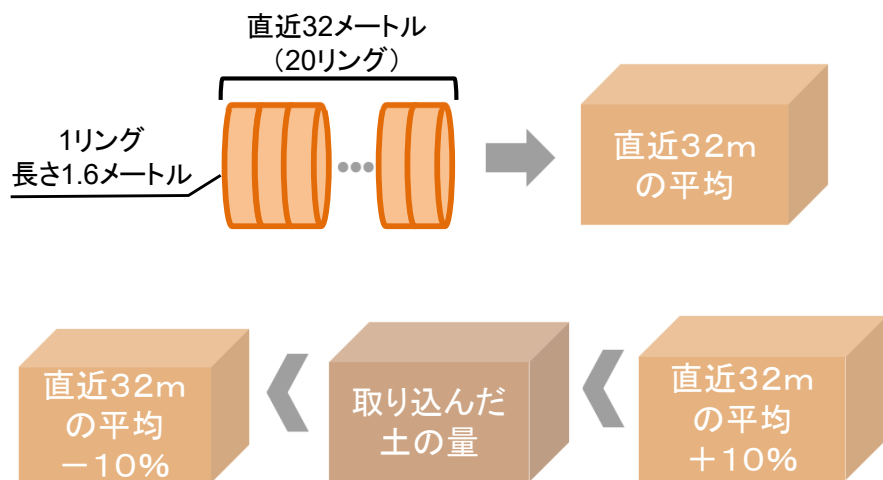 直近32メートル
（20リング）
1リング
長さ1.6メートル
直近32ｍ
の平均
直近32ｍ
の平均
－10%
取り込んだ
土の量
直近32ｍ
の平均
＋10%